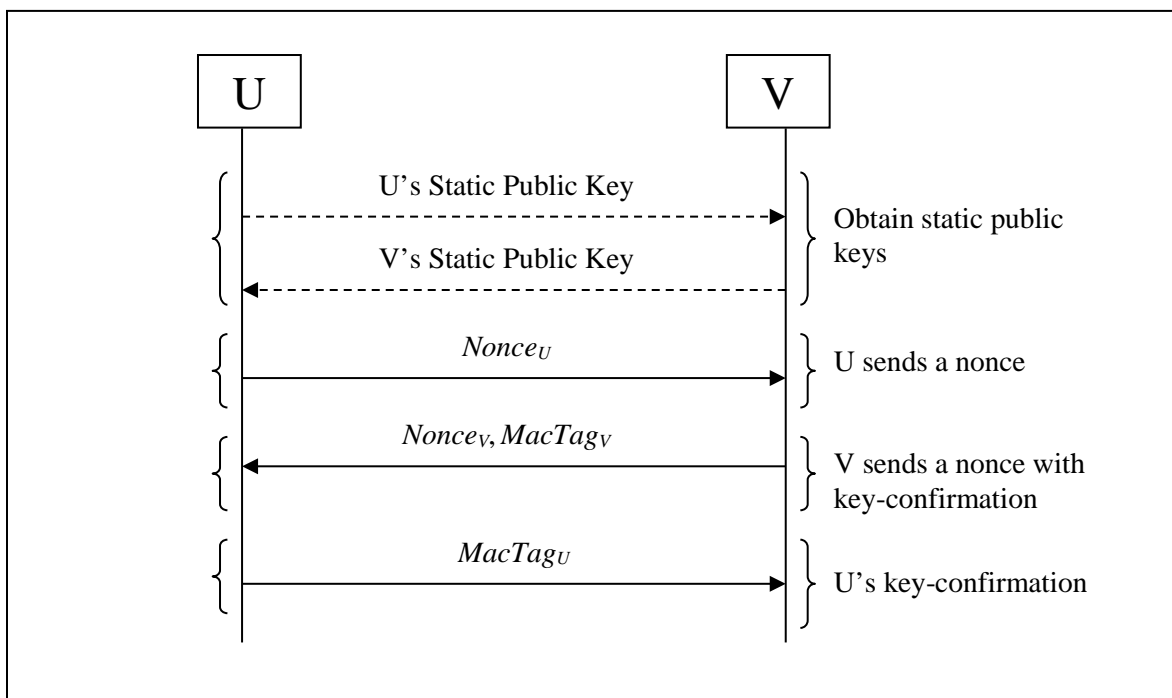 U
V
U's Static Public Key
V's Static Public Key
Obtain static public
keys
NonceU
U sends a nonce
NonceV, MacTagV
V sends a nonce with
key-confirmation
MacTagU
U's key-confirmation